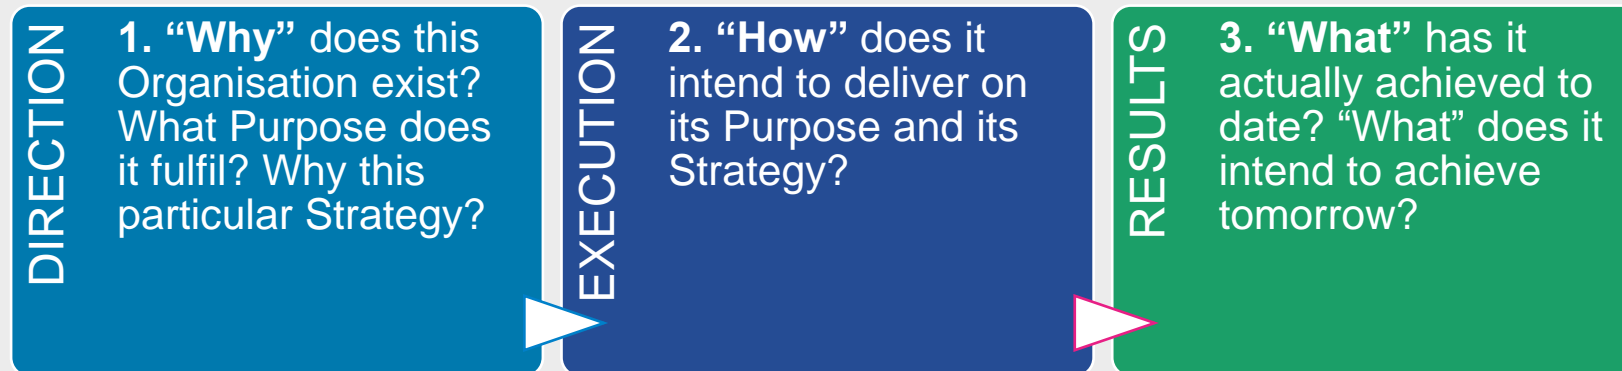 DIRECTION
1. “Why” does this
Organisation exist?
What Purpose does
it fulfil? Why this
particular Strategy?
EXECUTION
2. “How” does it
intend to deliver on
its Purpose and its
Strategy?
RESULTS
3. “What” has it
actually achieved to
date? “What” does it
intend to achieve
tomorrow?